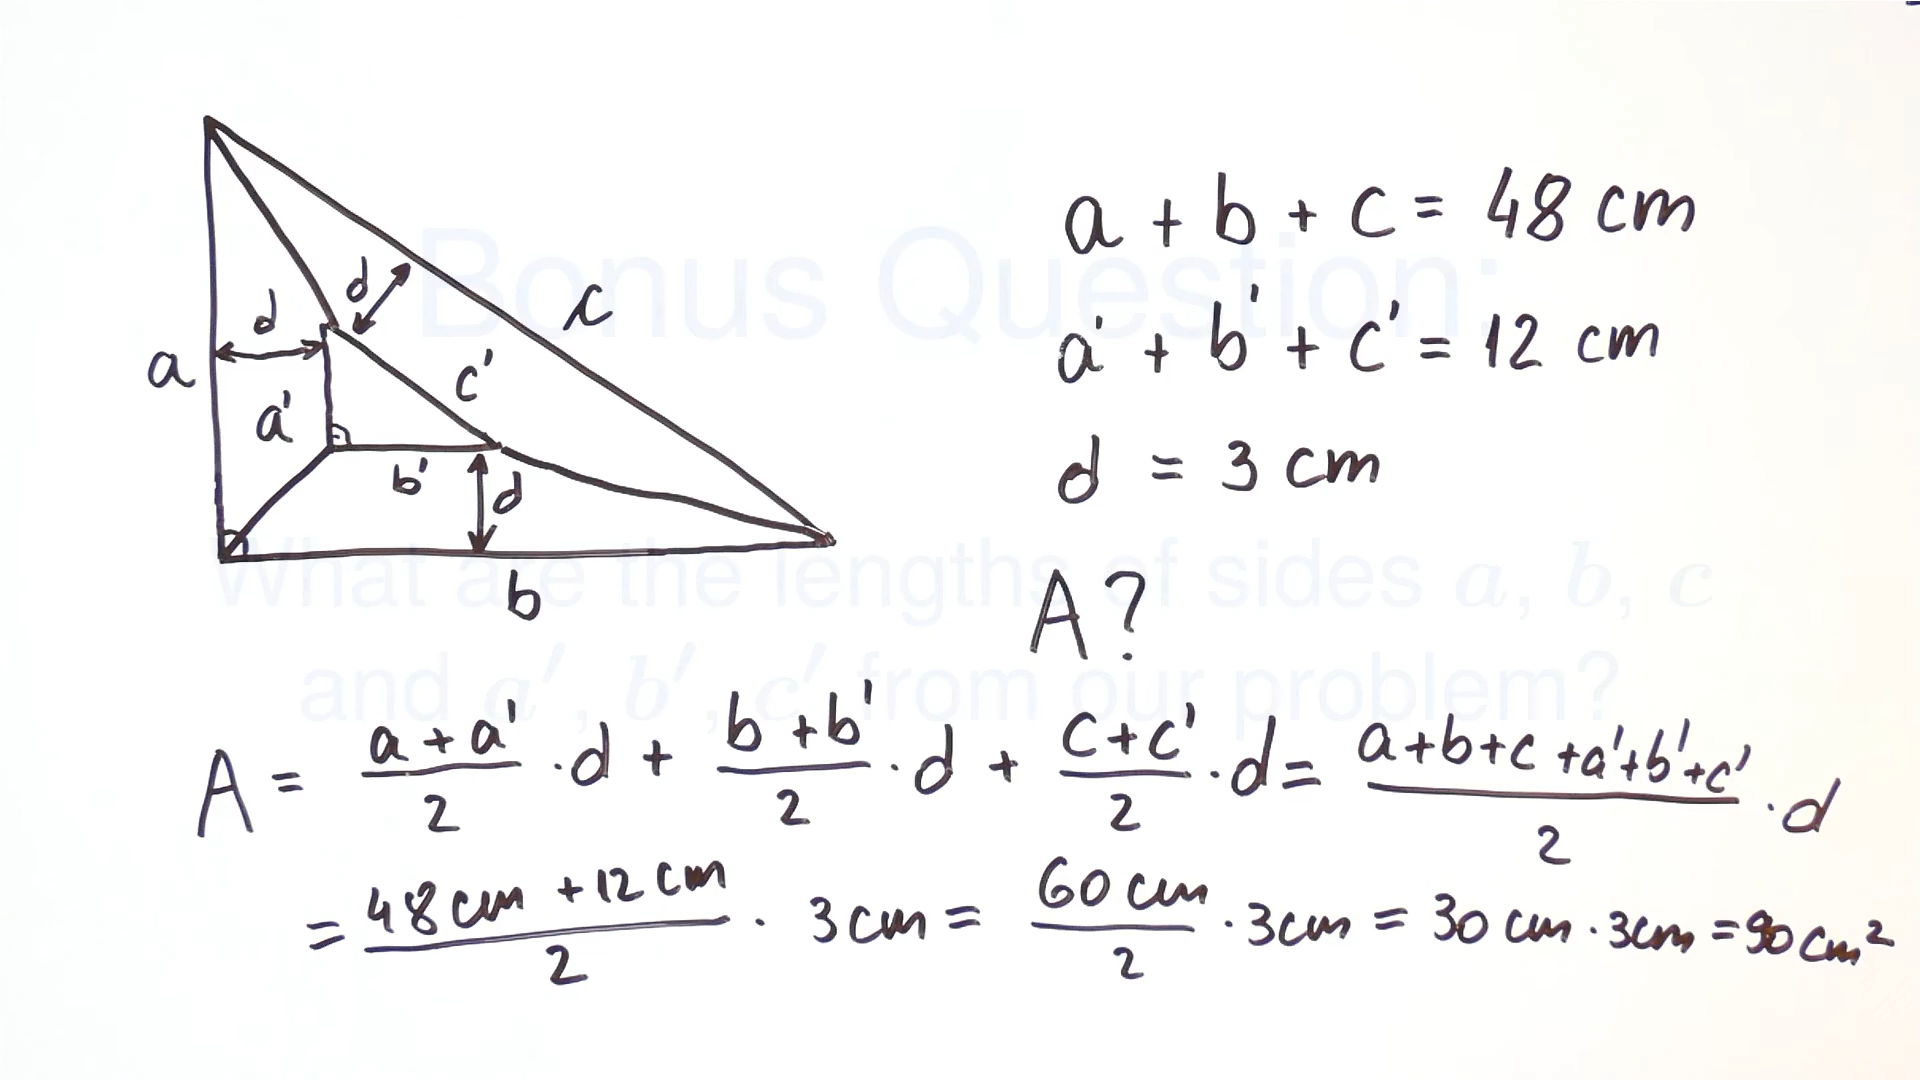 a + b + c = 48 cm
a' + b' + c' = 12 cm
d = 3 cm
A?
d
d
c
a
c'
a'
b'
d
b
Bonus Question:
What are the lengths of sides a, b, c
and a', b', c' from our problem?
A = (a + a')/2 · d + (b + b')/2 · d + (c + c')/2 · d = (a+b+c+a'+b'+c')/2 · d
= (48 cm + 12 cm)/2 · 3 cm = (60 cm)/2 · 3 cm = 30 cm · 3 cm = 90 cm²